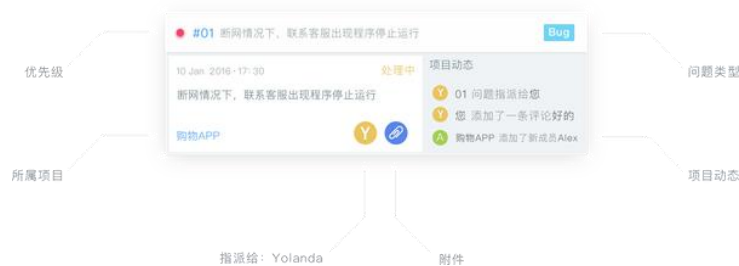 #01 断网情况下，联系客服出现程序停止运行
Bug
优先级
问题类型
10 Jan 2016·17:30
处理中
断网情况下，联系客服出现程序停止运行
购物APP
Y
项目动态
Y 01 问题指派给您
Y 您 添加了一条评论好的
A 购物APP 添加了新成员Alex
所属项目
项目动态
指派给：Yolanda
附件